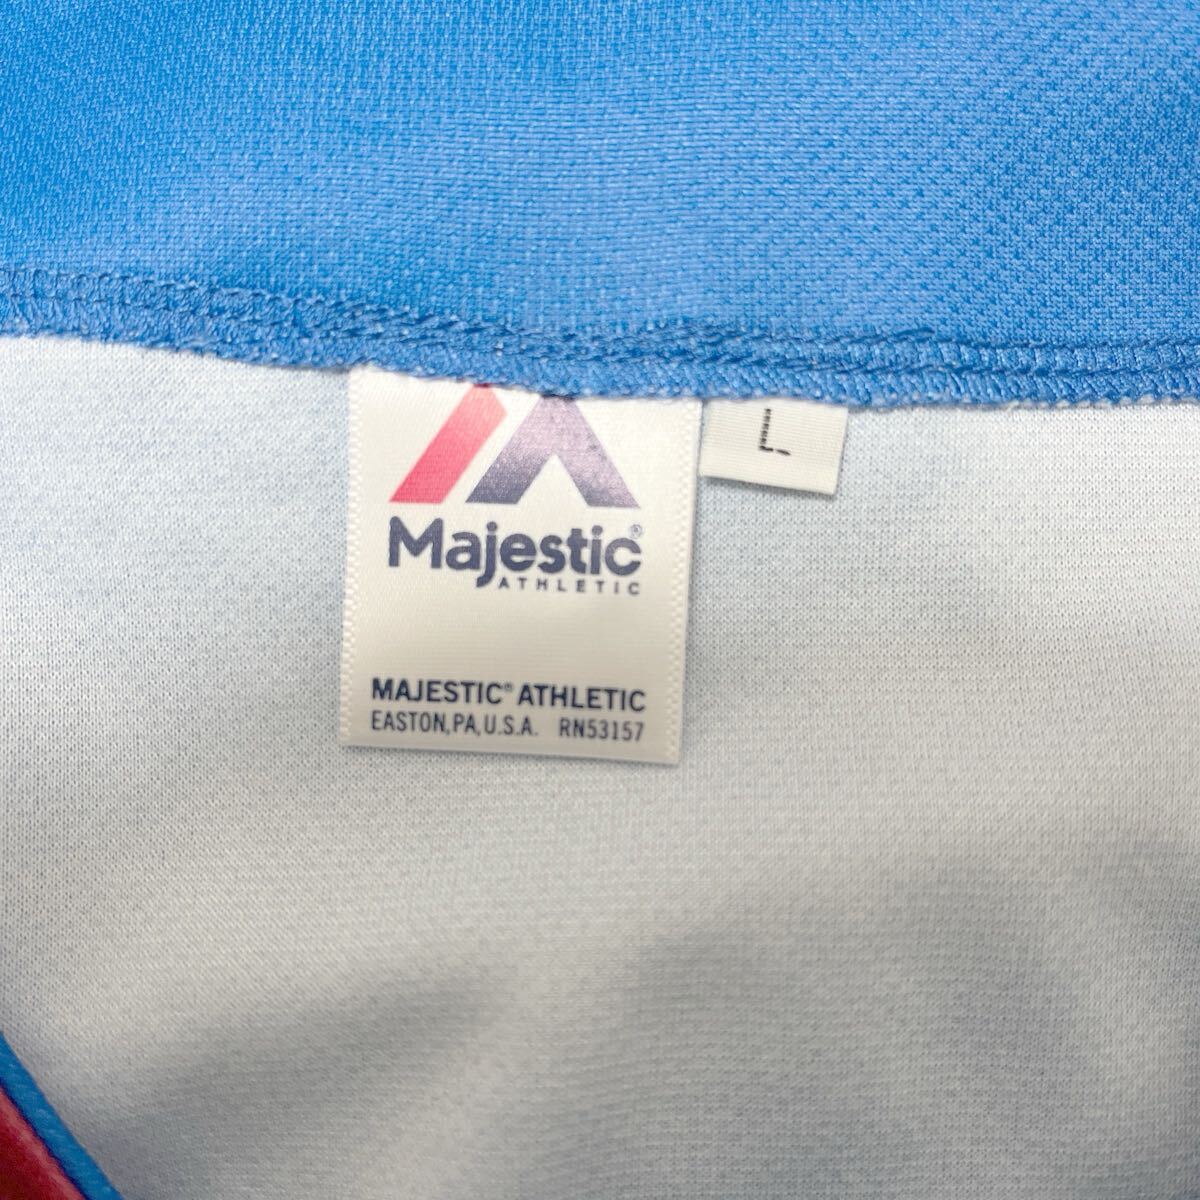 L
Majestic®
ATHLETIC
MAJESTIC® ATHLETIC
EASTON, PA, U.S.A. RN53157